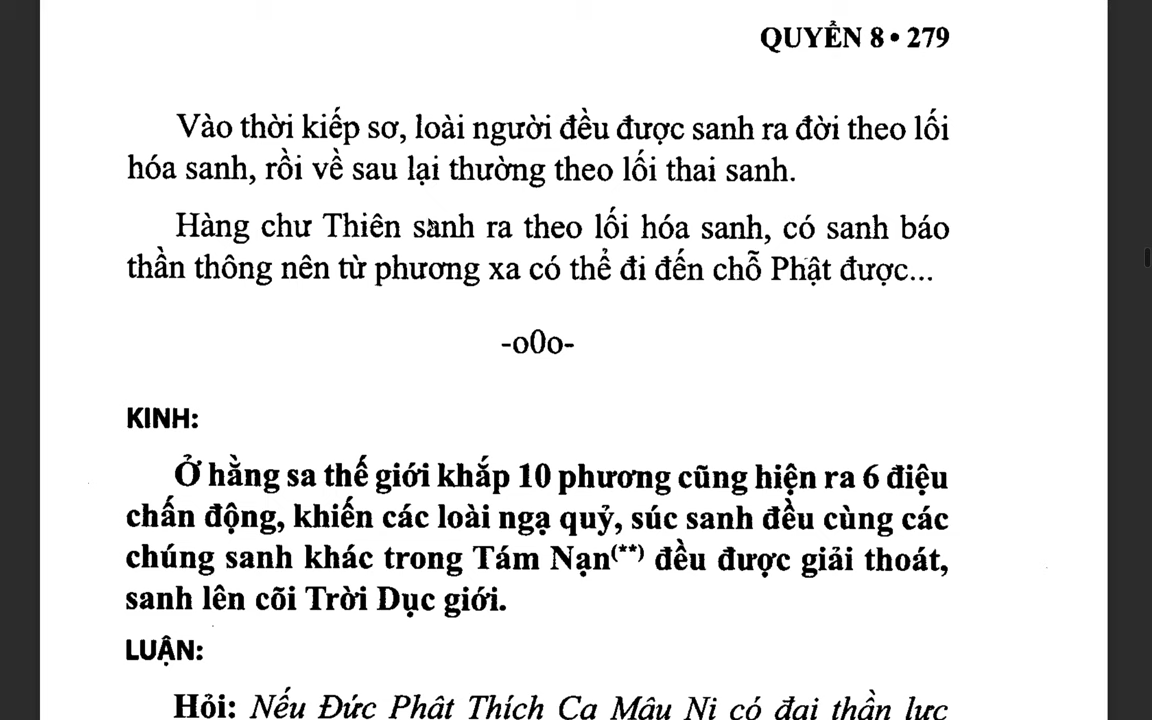 QUYỂN 8 • 279
Vào thời kiếp sơ, loài người đều được sanh ra đời theo lối
hóa sanh, rồi về sau lại thường theo lối thai sanh.
Hàng chư Thiên sanh ra theo lối hóa sanh, có sanh báo
thần thông nên từ phương xa có thể đi đến chỗ Phật được...
-o0o-
KINH:
Ở hằng sa thế giới khắp 10 phương cũng hiện ra 6 điệu
chấn động, khiến các loài ngạ quỷ, súc sanh đều cùng các
chúng sanh khác trong Tám Nạn(**) đều được giải thoát,
sanh lên cõi Trời Dục giới.
LUẬN:
Hỏi: Nếu Đức Phật Thích Ca Mâu Ni có đại thần lực